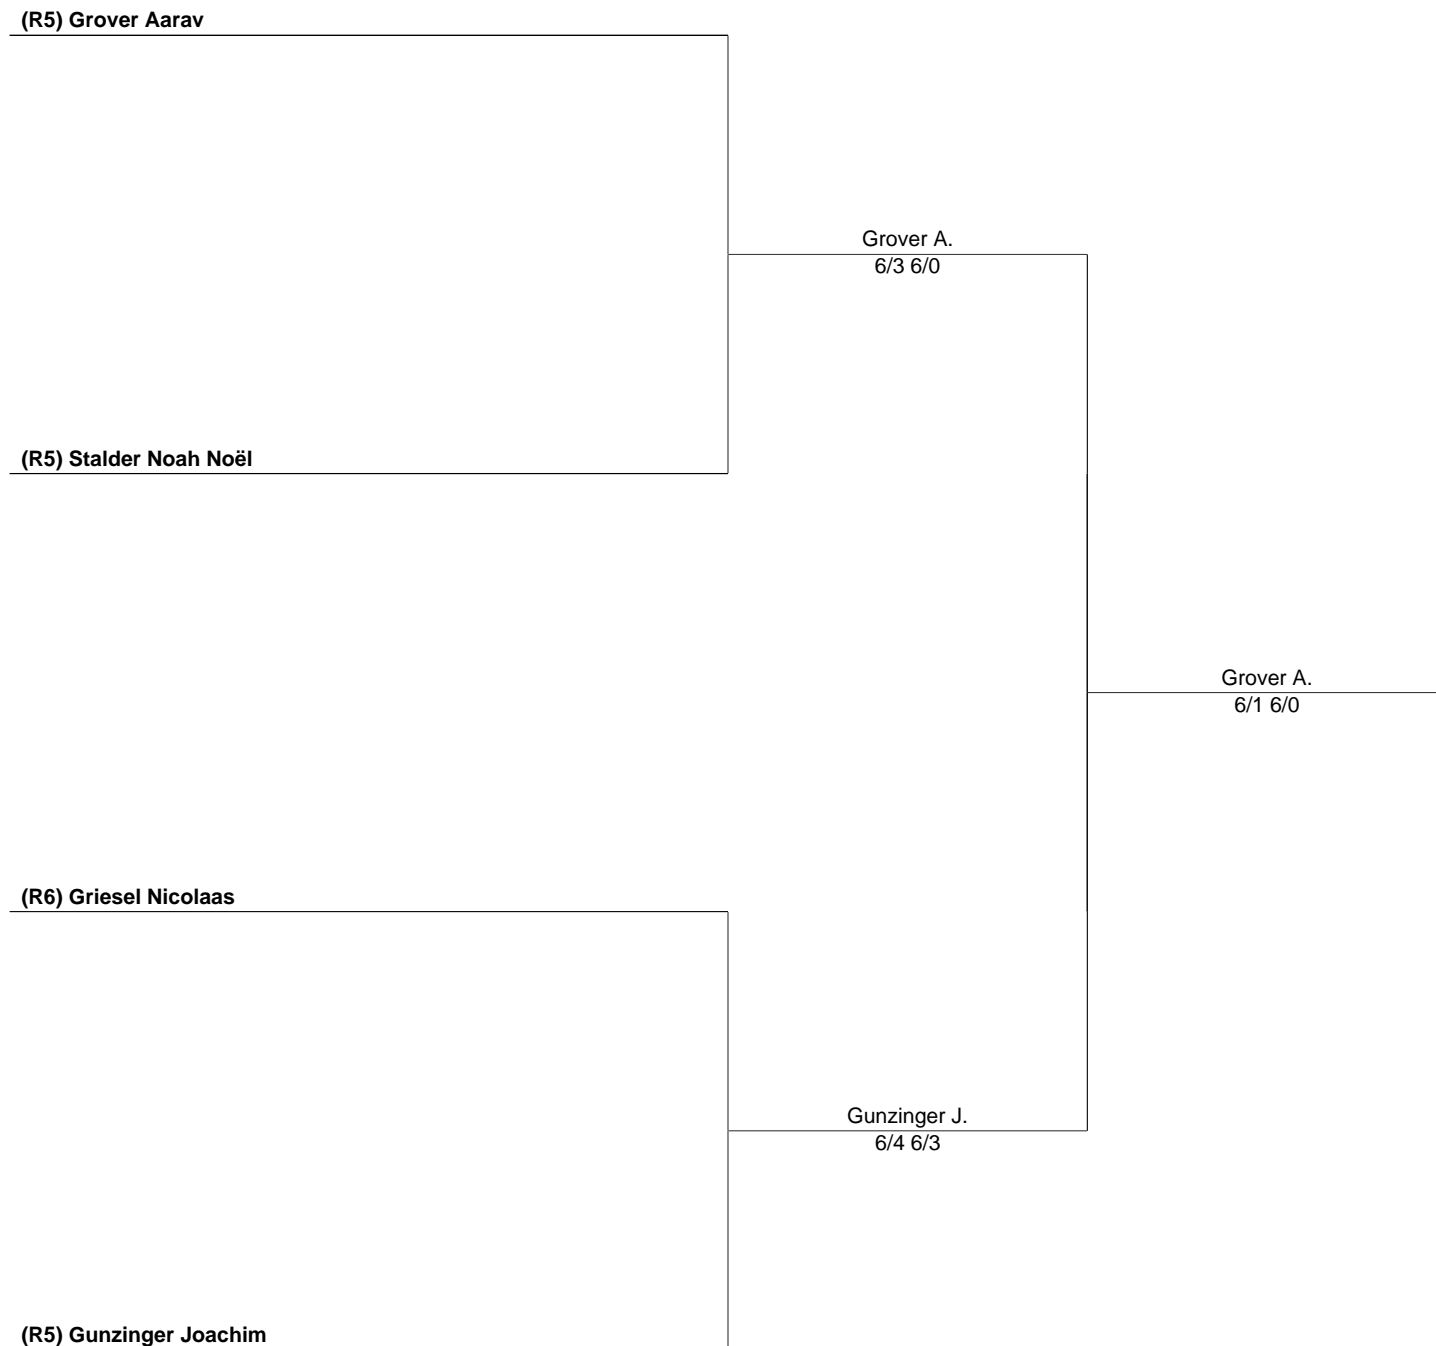 (R5) Grover Aarav
Grover A.
6/3 6/0
(R5) Stalder Noah Noël
Grover A.
6/1 6/0
(R6) Griesel Nicolaas
Gunzinger J.
6/4 6/3
(R5) Gunzinger Joachim